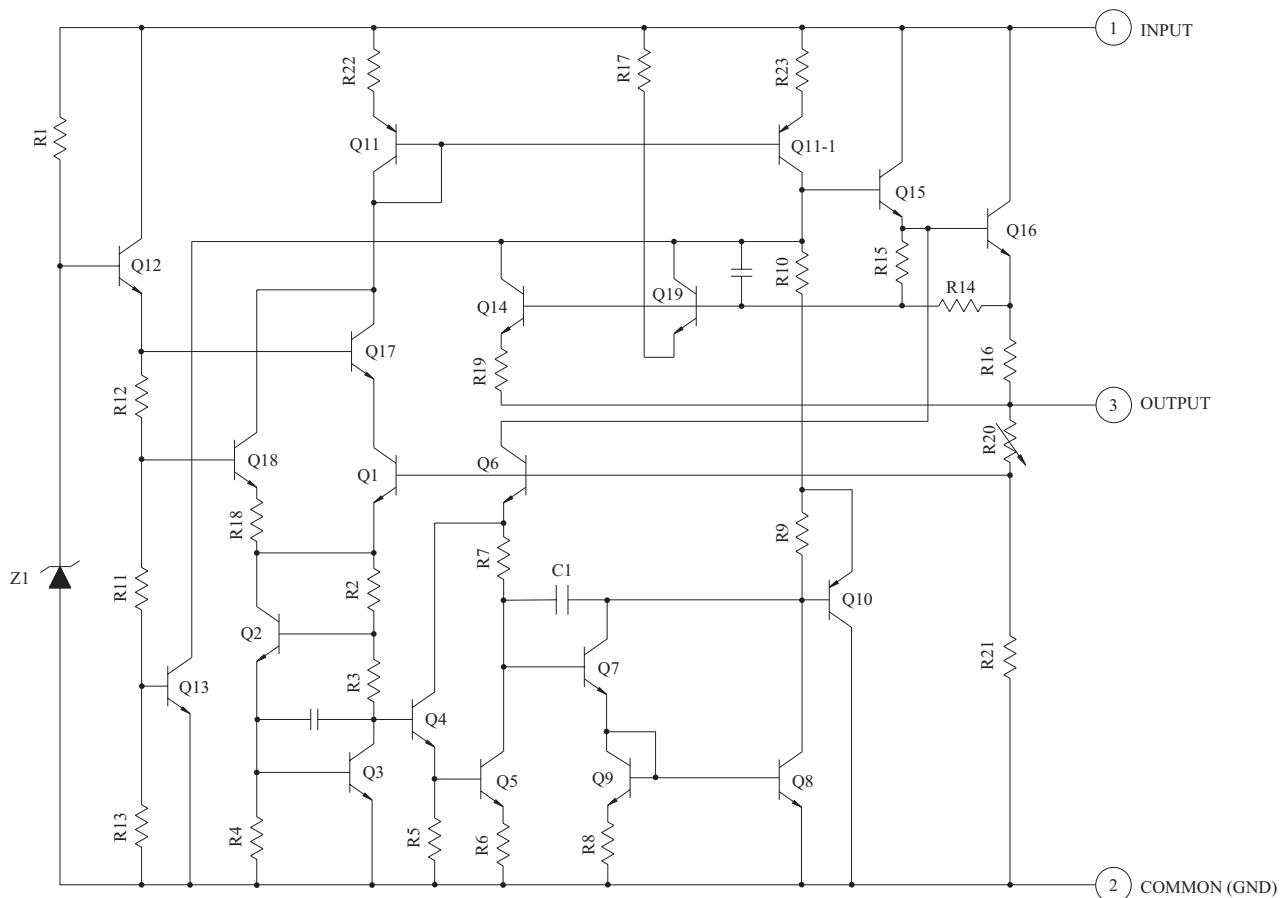 1 INPUT
R22
R17
R23
R1
Q11
Q11-1
Q15
Q16
Q12
R15
R10
R14
Q14
Q19
Q17
R19
R16
R12
3 OUTPUT
R20
Q18
Q1
Q6
R18
R9
R7
Z1
R11
R2
C1
Q10
Q2
R21
R3
Q7
Q13
Q4
Q3
Q5
Q9
Q8
R13
R4
R5
R6
R8
2 COMMON (GND)